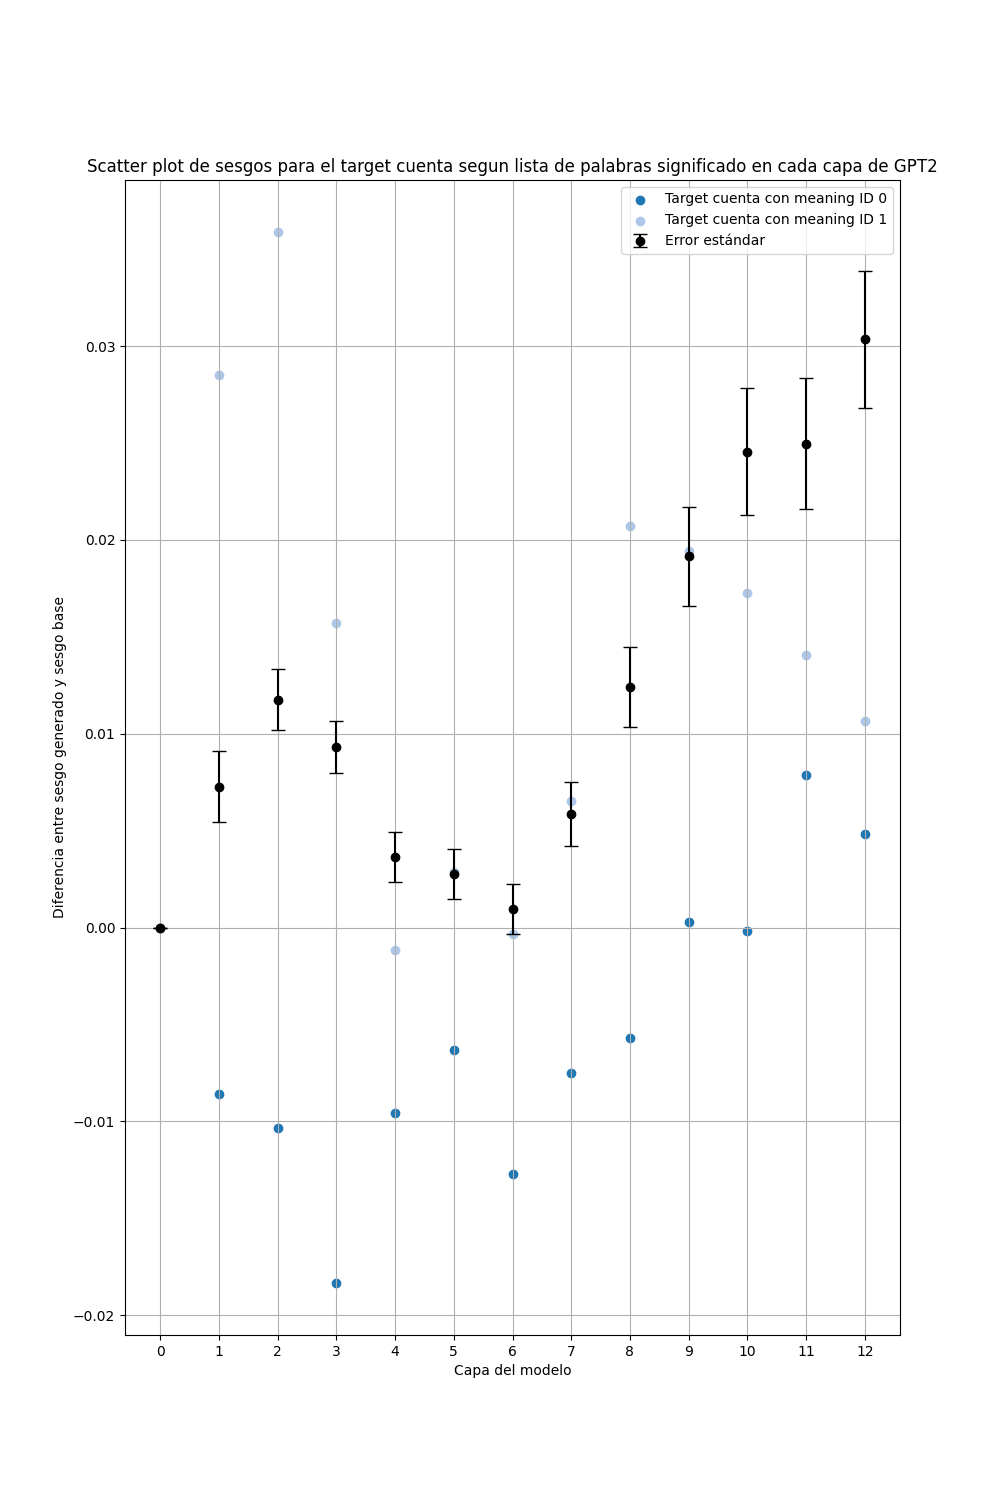 Scatter plot de sesgos para el target cuenta segun lista de palabras significado en cada capa de GPT2
Target cuenta con meaning ID 0
Target cuenta con meaning ID 1
Error estándar
Diferencia entre sesgo generado y sesgo base
0.03
0.02
0.01
0.00
−0.01
−0.02
0 1 2 3 4 5 6 7 8 9 10 11 12
Capa del modelo